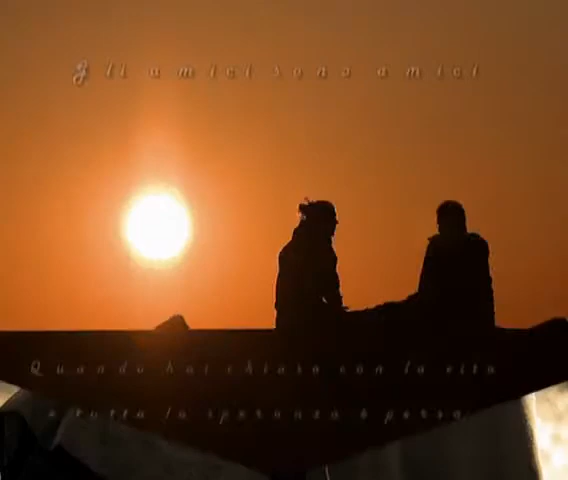 Gli amici sono amici
Quando hai chiuso con la vita
e tutta la speranza è persa